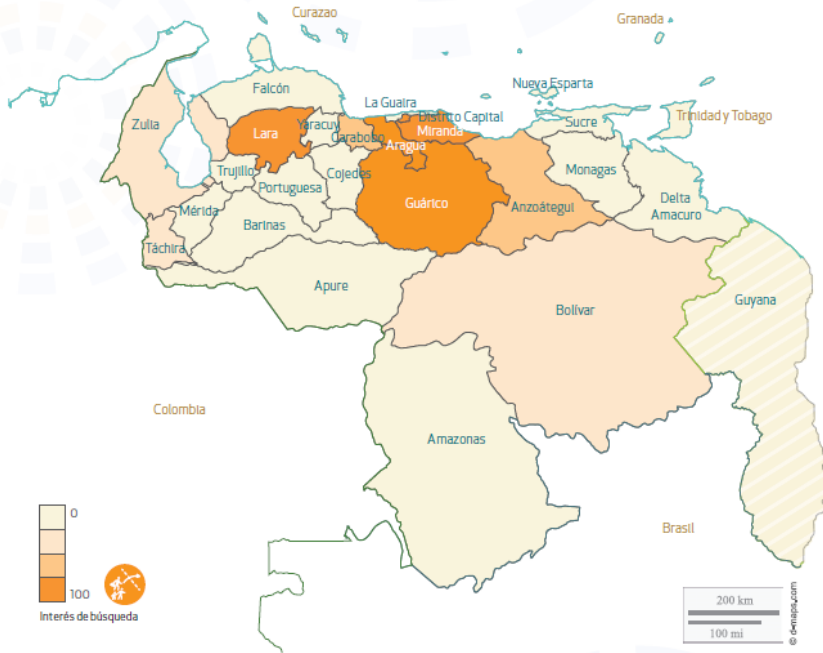 Curazao
Granada
Nueva Esparta
Falcón
La Guaira
Distrito Capital
Trinidad y Tobago
Zulia
Lara
Yaracuy
Carabobo
Miranda
Sucre
Aragua
Trujillo
Cojedes
Monagas
Portuguesa
Delta
Amacuro
Mérida
Guárico
Anzoátegui
Barinas
Táchira
Apure
Guyana
Bolívar
Colombia
Amazonas
Brasil
0
100
Interés de búsqueda
200 km
100 mi
© d-maps.com